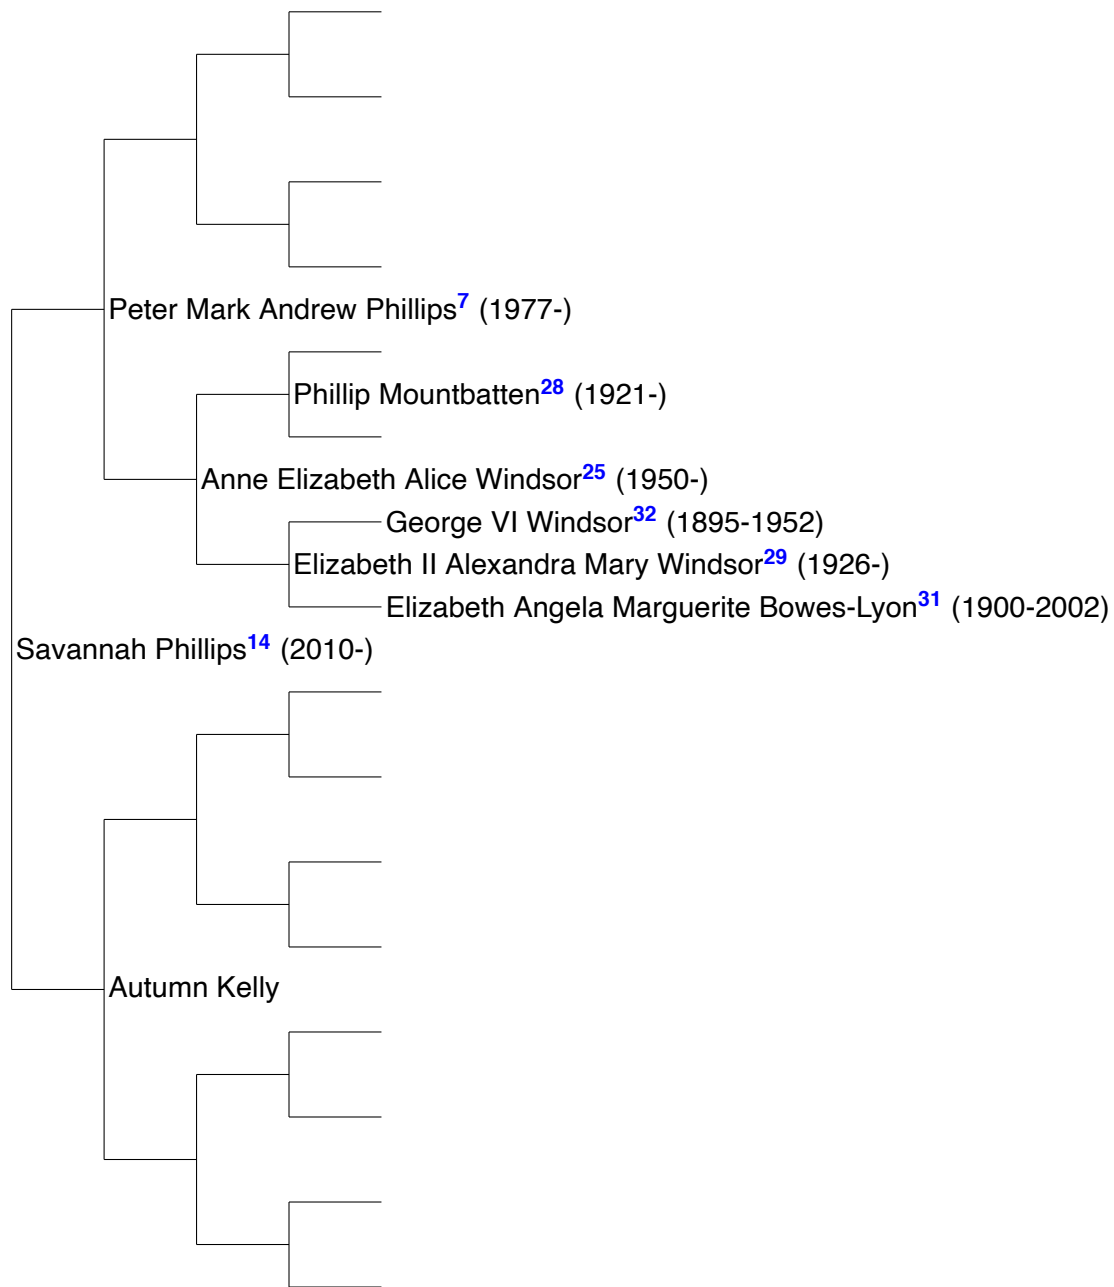 Peter Mark Andrew Phillips7 (1977-)
Phillip Mountbatten28 (1921-)
Anne Elizabeth Alice Windsor25 (1950-)
George VI Windsor32 (1895-1952)
Elizabeth II Alexandra Mary Windsor29 (1926-)
Elizabeth Angela Marguerite Bowes-Lyon31 (1900-2002)
Savannah Phillips14 (2010-)
Autumn Kelly